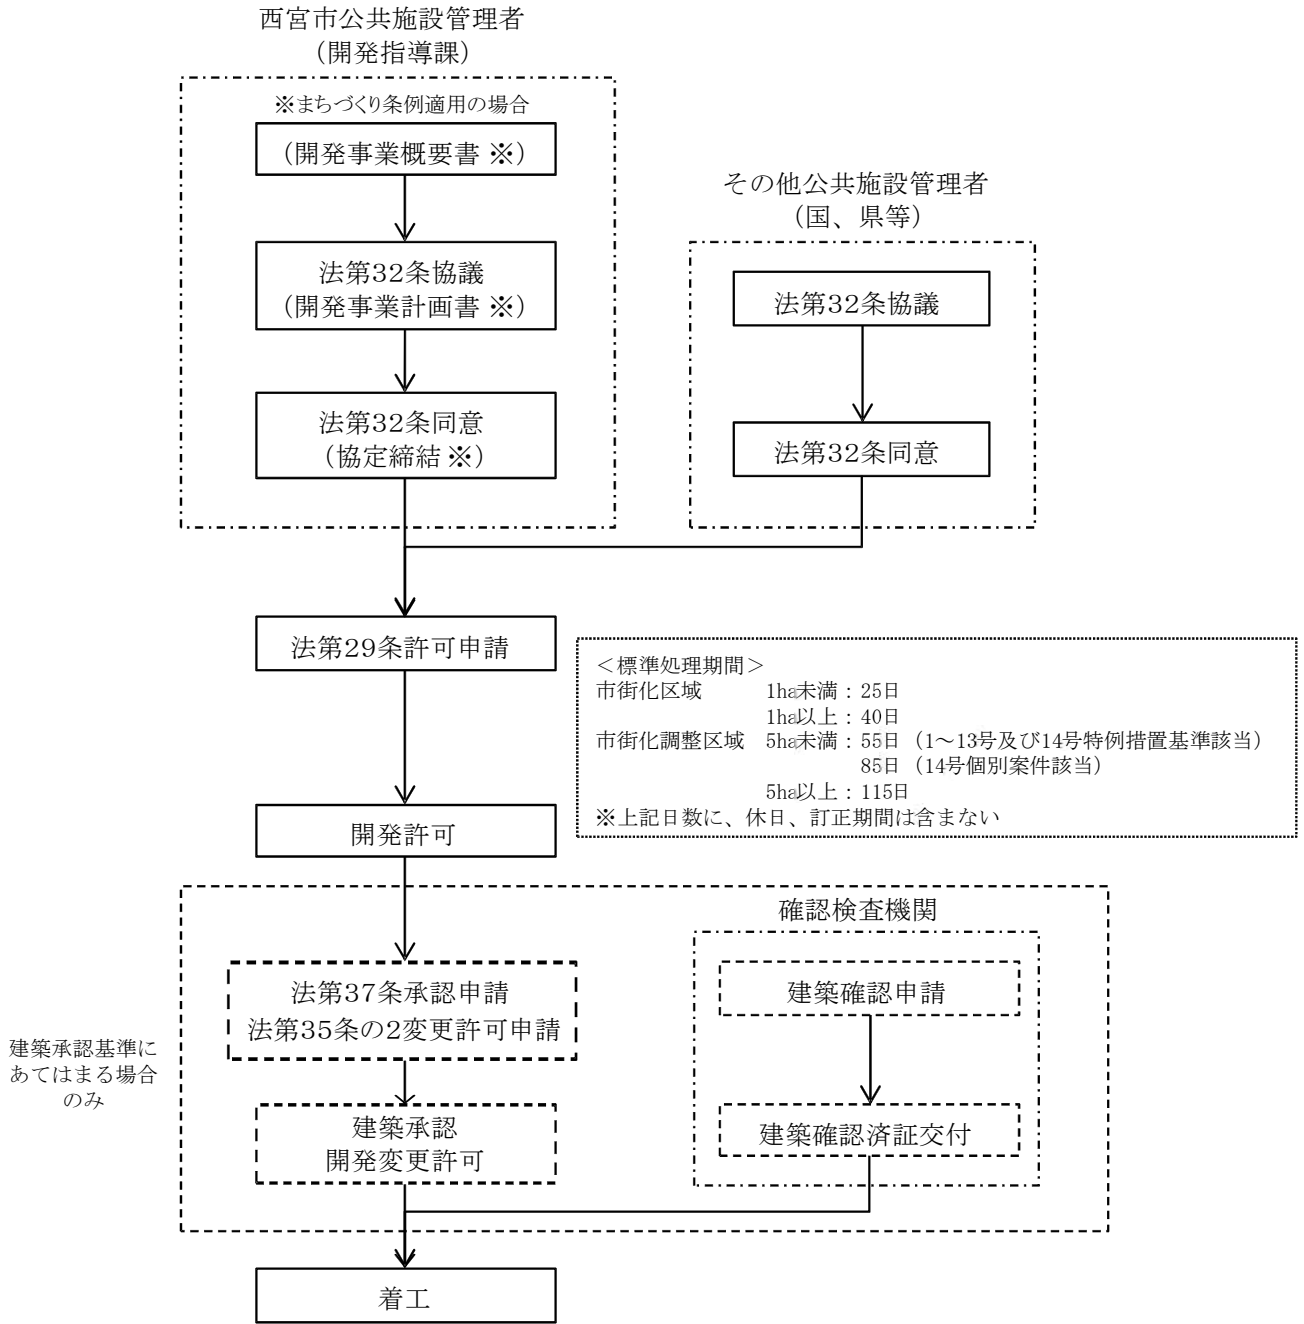 西宮市公共施設管理者
（開発指導課）
※まちづくり条例適用の場合
（開発事業概要書 ※）
法第32条協議
（開発事業計画書 ※）
法第32条同意
（協定締結 ※）
その他公共施設管理者
（国、県等）
法第32条協議
法第32条同意
法第29条許可申請
＜標準処理期間＞
市街化区域　1ha未満：25日
1ha以上：40日
市街化調整区域　5ha未満：55日（1～13号及び14号特例措置基準該当）
85日（14号個別案件該当）
5ha以上：115日
※上記日数に、休日、訂正期間は含まない
開発許可
建築承認基準に
あてはまる場合
のみ
法第37条承認申請
法第35条の2変更許可申請
建築承認
開発変更許可
確認検査機関
建築確認申請
建築確認済証交付
着工